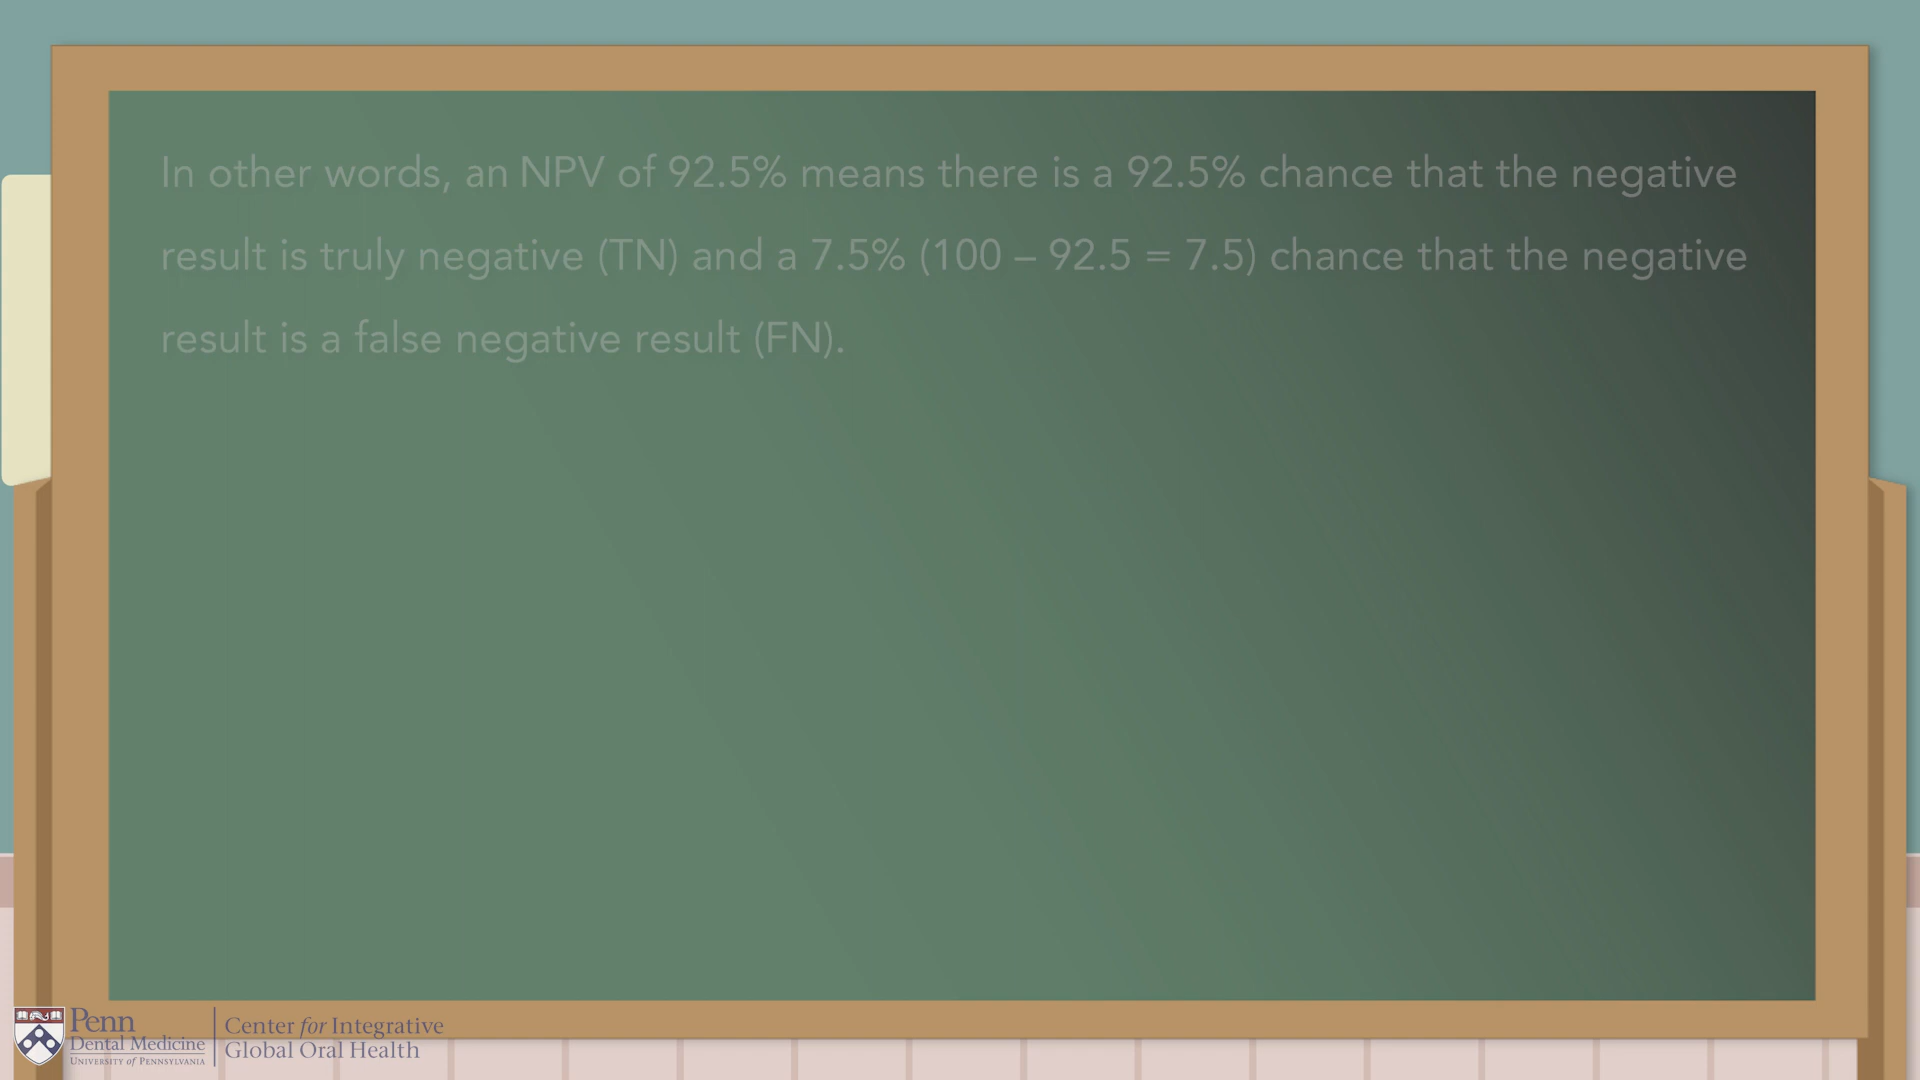 In other words, an NPV of 92.5% means there is a 92.5% chance that the negative
result is truly negative (TN) and a 7.5% (100 – 92.5 = 7.5) chance that the negative
result is a false negative result (FN).
Penn
Dental Medicine
University of Pennsylvania
Center for Integrative
Global Oral Health